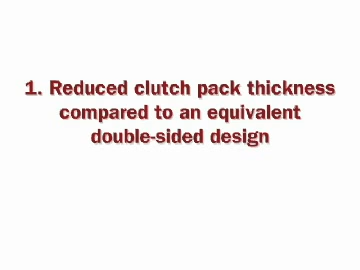 1. Reduced clutch pack thickness
compared to an equivalent
double-sided design